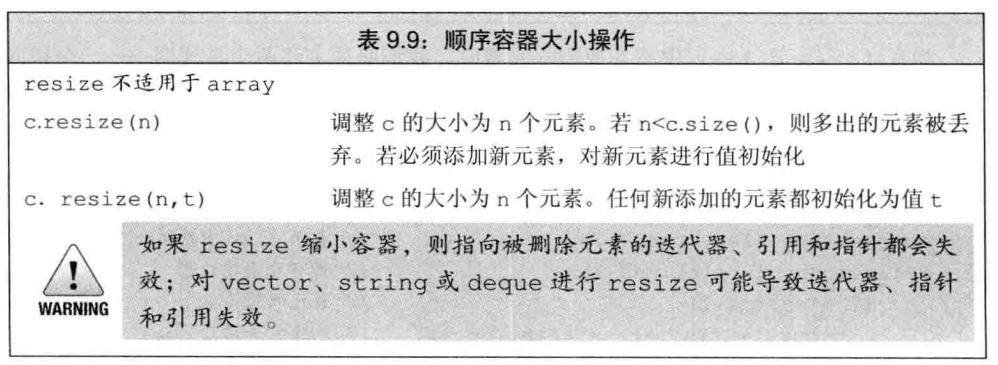 表 9.9：顺序容器大小操作
resize 不适用于 array
c.resize(n) 调整 c 的大小为 n 个元素。若 n<c.size()，则多出的元素被丢
弃。若必须添加新元素，对新元素进行值初始化
c. resize(n,t) 调整 c 的大小为 n 个元素。任何新添加的元素都初始化为值 t
如果 resize 缩小容器，则指向被删除元素的迭代器、引用和指针都会失
效；对 vector、string 或 deque 进行 resize 可能导致迭代器、指针
和引用失效。
WARNING